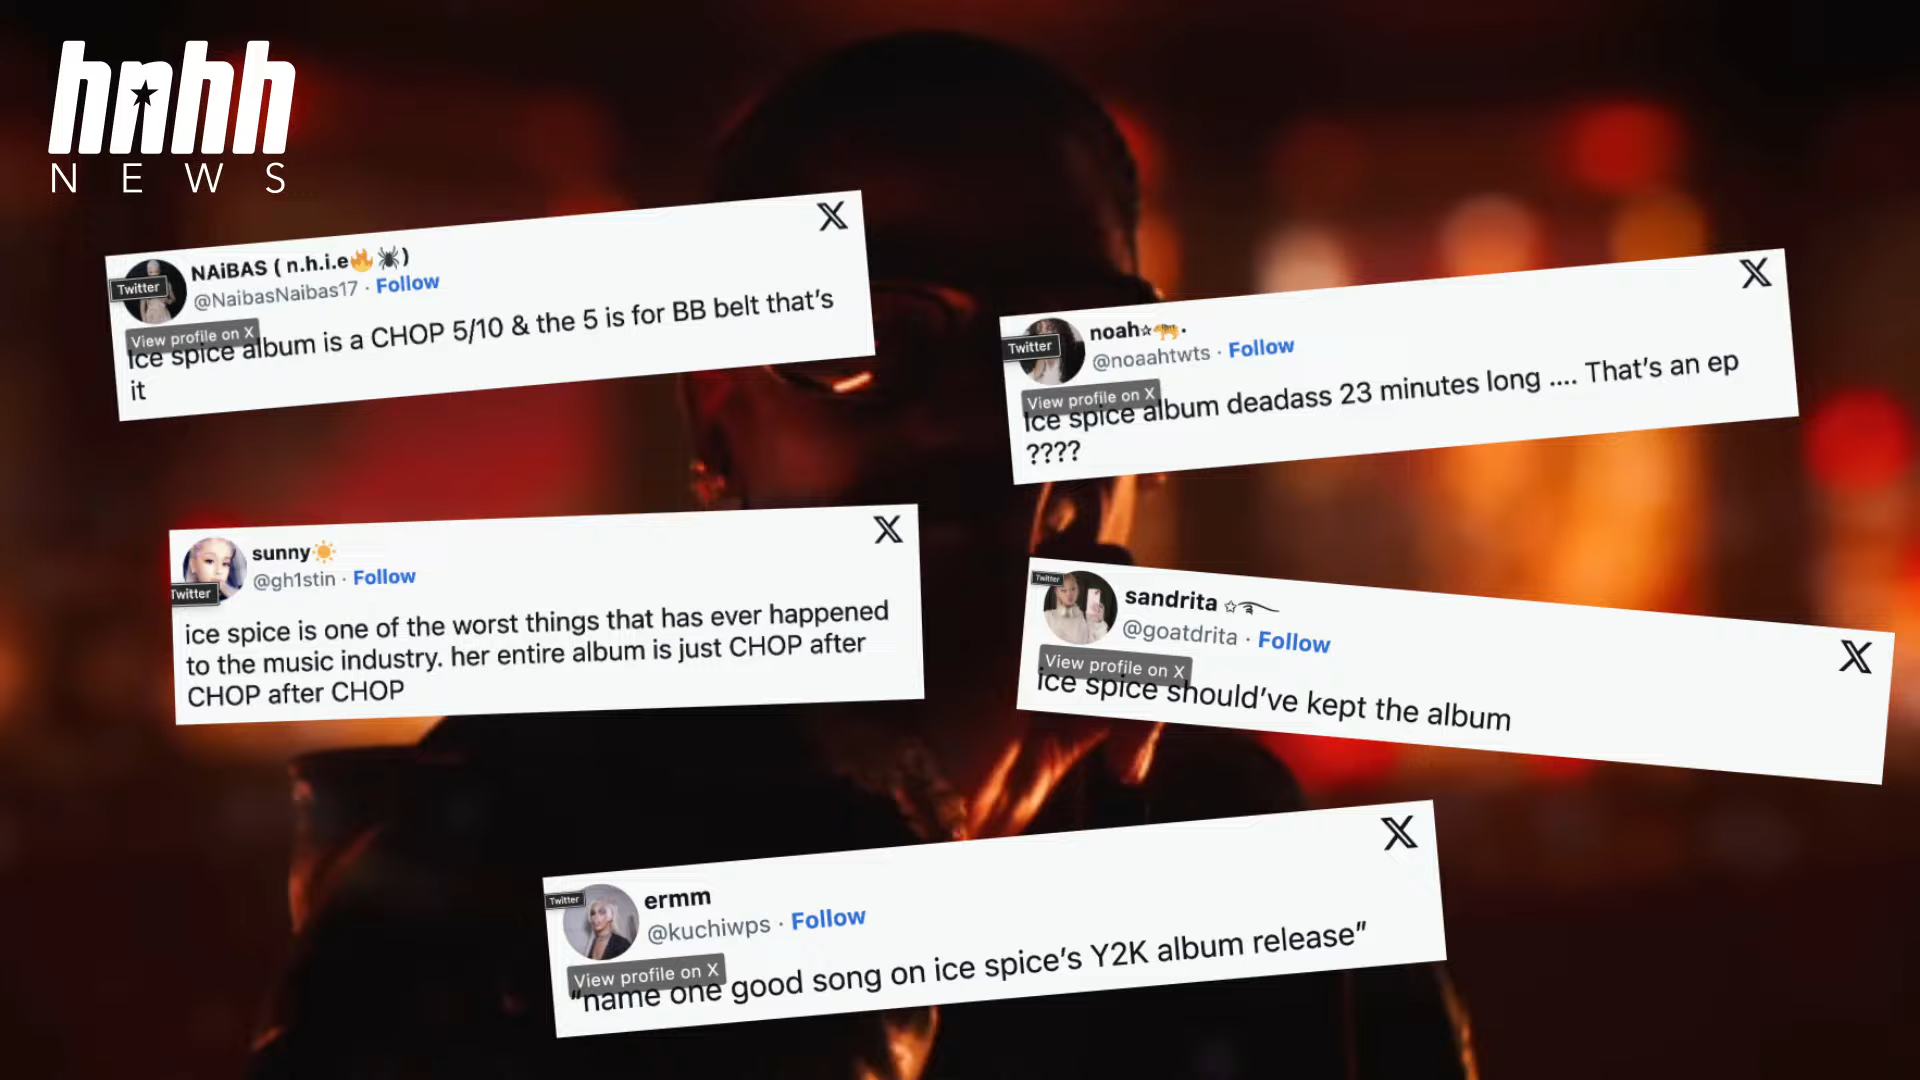 hnhh
NEWS
NAiBAS ( n.h.i.e🔥🕷)
Twitter
@NaibasNaibas17 · Follow
View profile on X
Ice spice album is a CHOP 5/10 & the 5 is for BB belt that’s
it
noah⭐🐅.
Twitter
@noaahtwts · Follow
View profile on X
Ice spice album deadass 23 minutes long .... That’s an ep
????
sunny☀️
@gh1stin · Follow
Twitter
ice spice is one of the worst things that has ever happened
to the music industry. her entire album is just CHOP after
CHOP after CHOP
Twitter
sandrita ✩࿐
@goatdrita · Follow
View profile on X
ice spice should’ve kept the album
Twitter
ermm
@kuchiwps · Follow
View profile on X
“name one good song on ice spice’s Y2K album release”